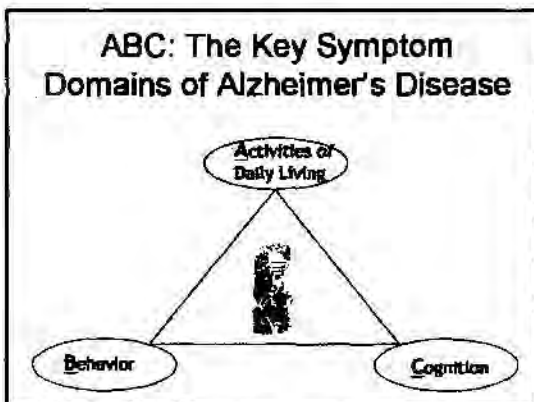 ABC: The Key Symptom
Domains of Alzheimer's Disease
Activities of
Daily Living
Behavior
Cognition